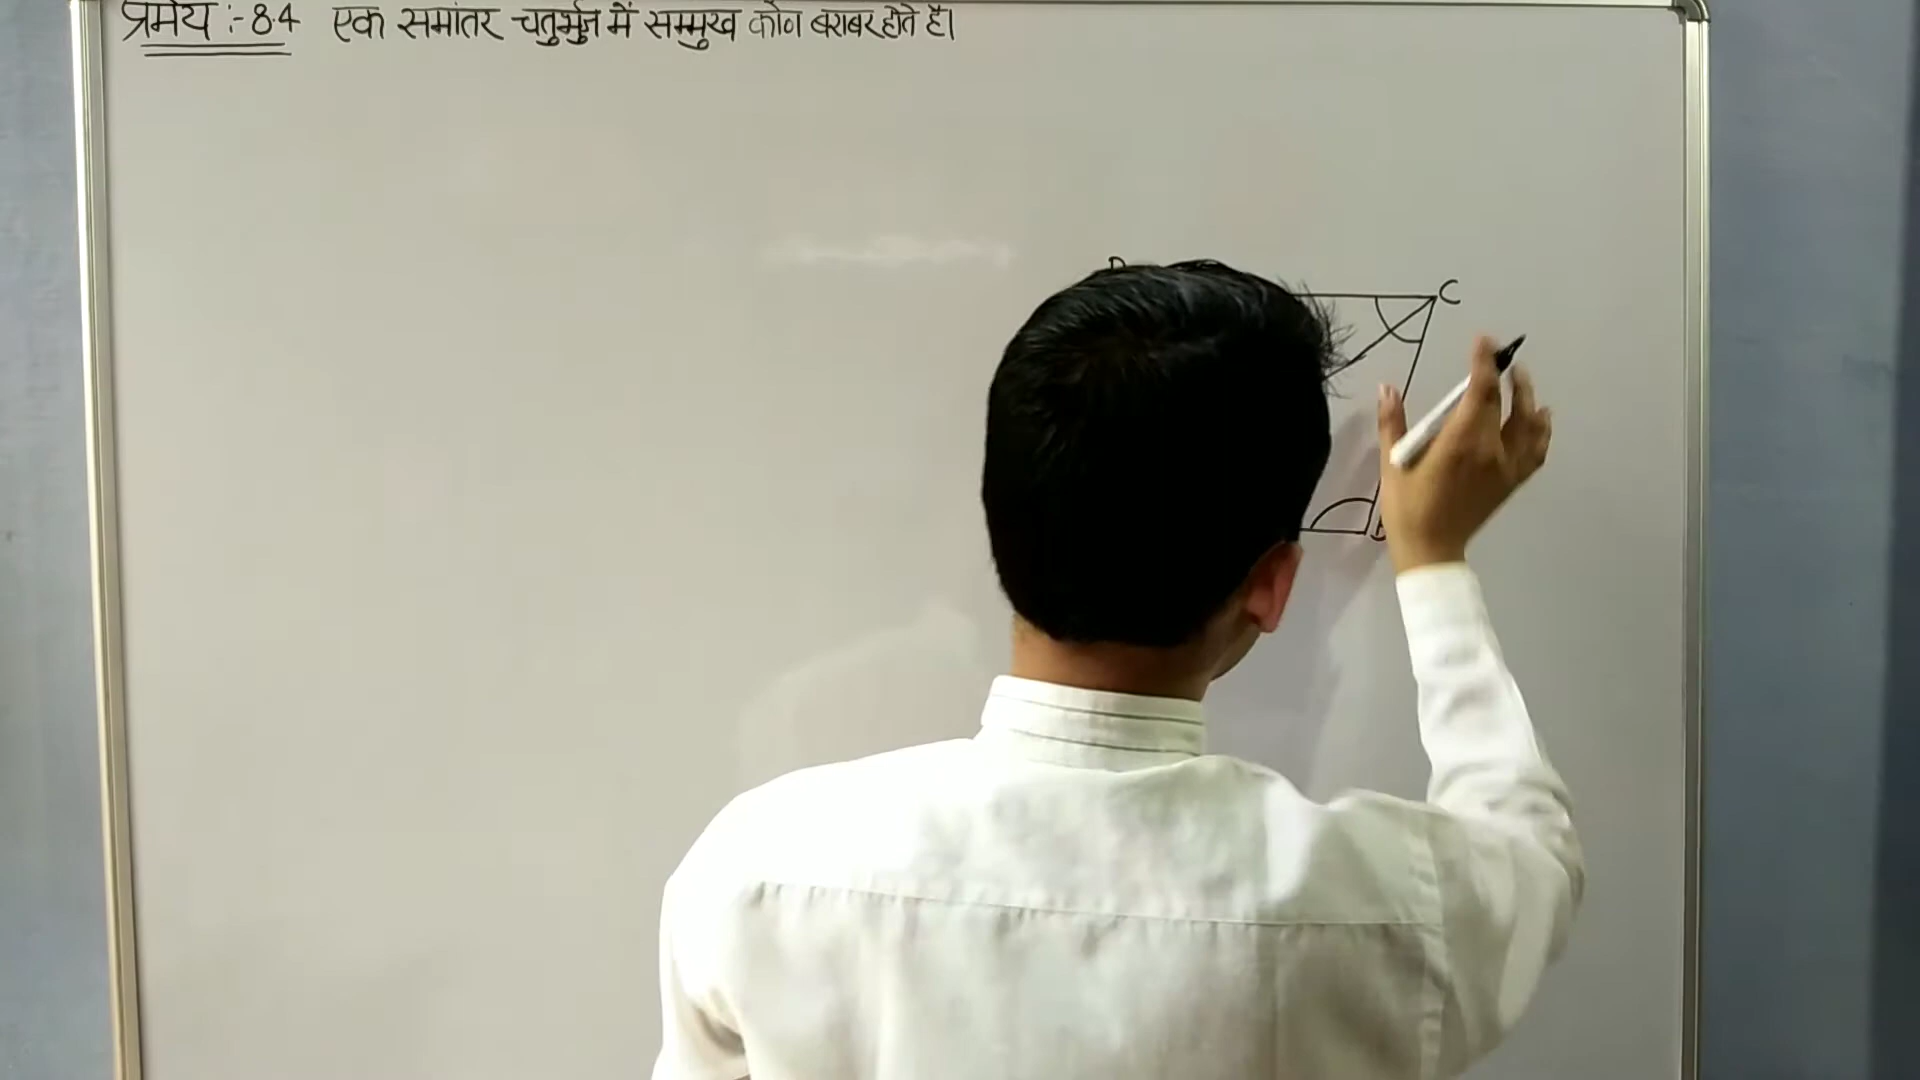 प्रमेय :- 8.4 एक समांतर चतुर्भुज में सम्मुख कोण बराबर होते हैं।
D
C
B